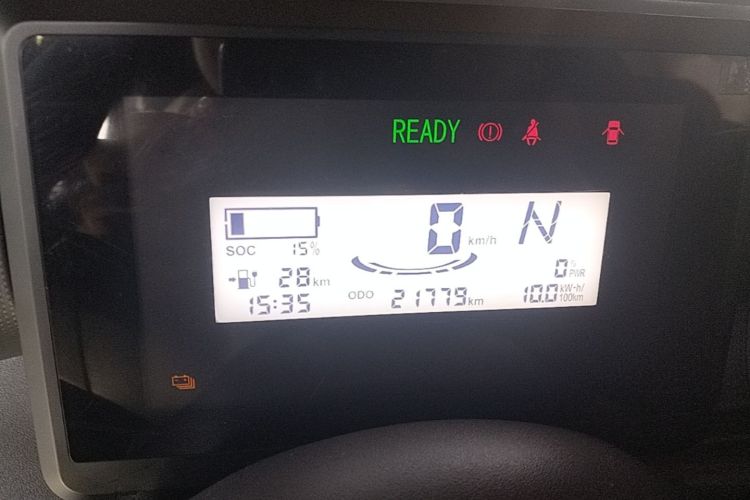 READY
0 km/h N
SOC 15%
28 km
0 % PWR
15:35 ODO 21779 km 10.0 kW·h/100km